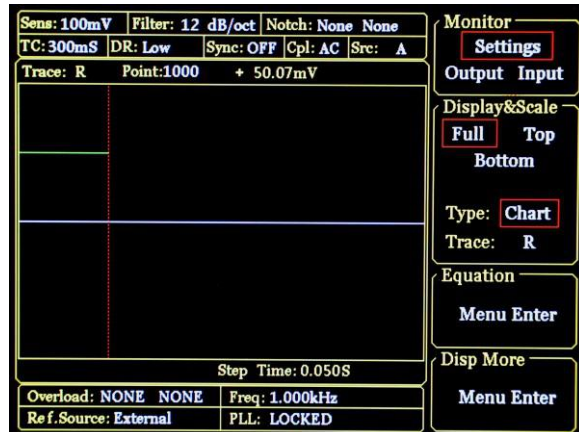 Sens: 100mV Filter: 12 dB/oct Notch: None None
TC: 300mS DR: Low Sync: OFF Cpl: AC Src: A
Trace: R Point:1000 + 50.07mV
Step Time: 0.050S
Overload: NONE NONE Freq: 1.000kHz
Ref.Source: External PLL: LOCKED
Monitor
Settings
Output Input
Display&Scale
Full Top
Bottom
Type: Chart
Trace: R
Equation
Menu Enter
Disp More
Menu Enter